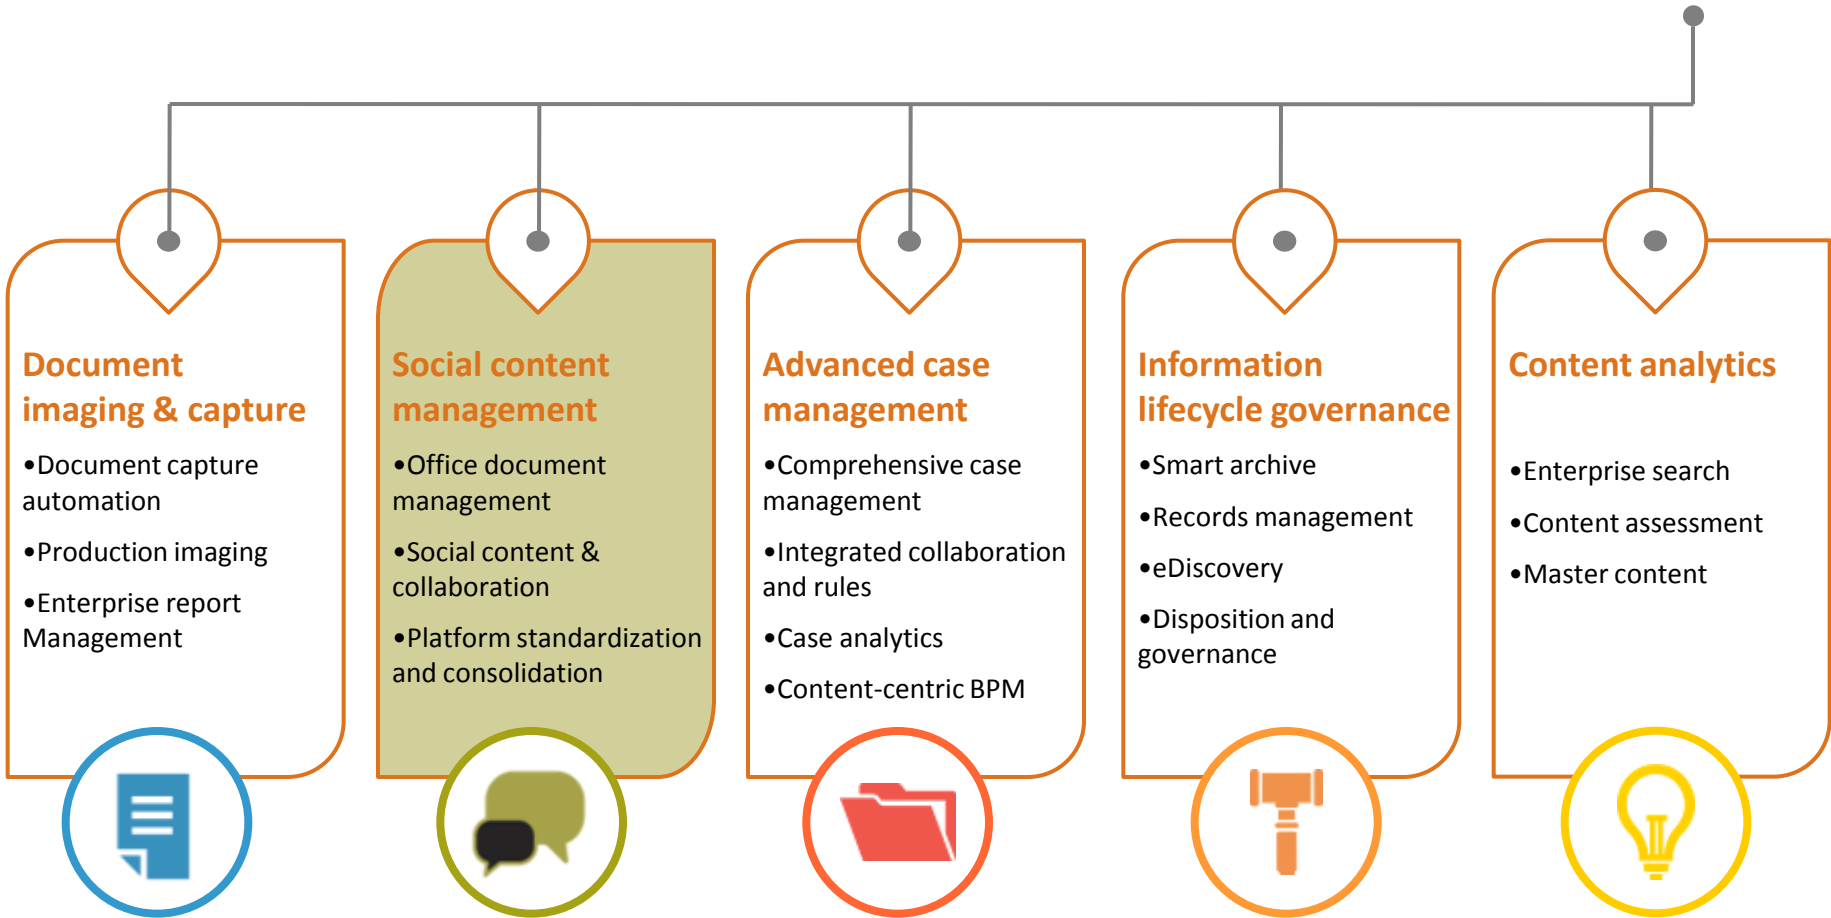 Document
imaging & capture
•Document capture
automation
•Production imaging
•Enterprise report
Management
Social content
management
•Office document
management
•Social content &
collaboration
•Platform standardization
and consolidation
Advanced case
management
•Comprehensive case
management
•Integrated collaboration
and rules
•Case analytics
•Content-centric BPM
Information
lifecycle governance
•Smart archive
•Records management
•eDiscovery
•Disposition and
governance
Content analytics
•Enterprise search
•Content assessment
•Master content